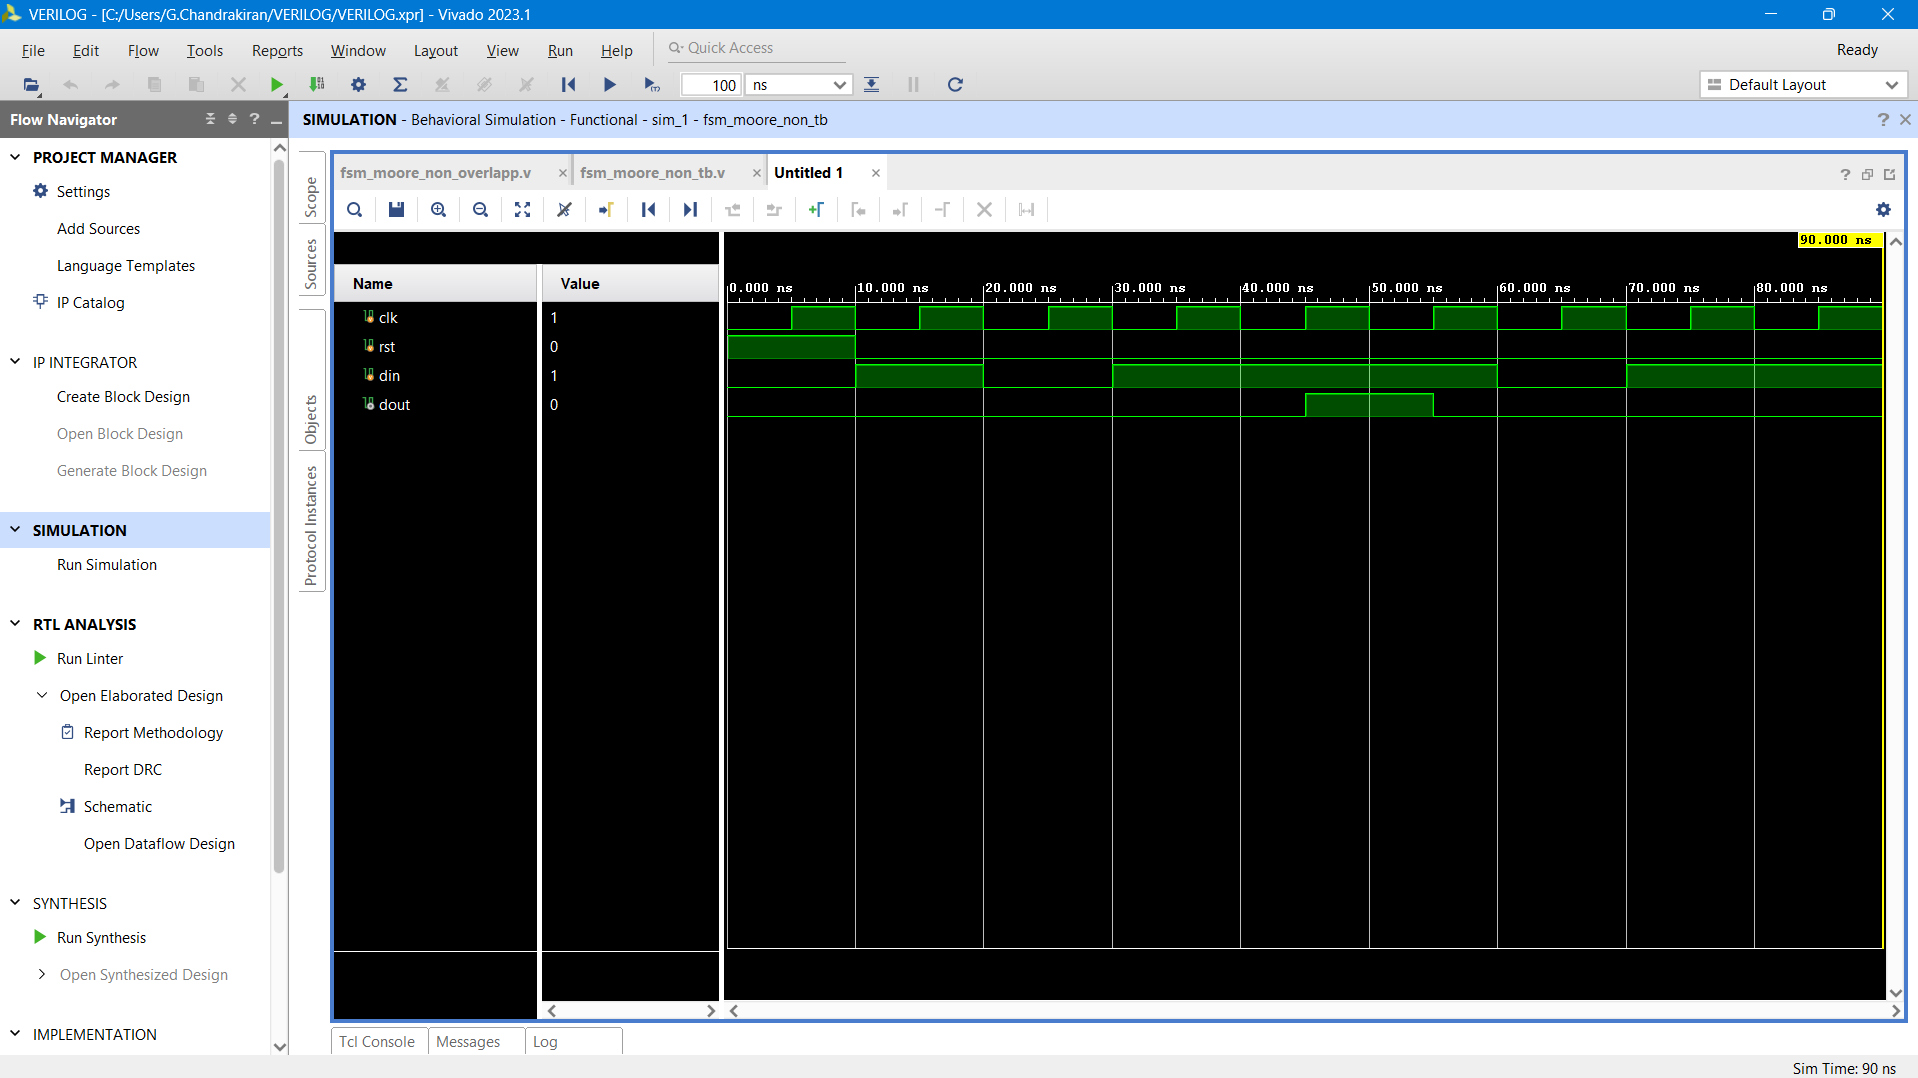 VERILOG - [C:/Users/G.Chandrakiran/VERILOG/VERILOG.xpr] - Vivado 2023.1
File Edit Flow Tools Reports Window Layout View Run Help Quick Access Ready
100 ns Default Layout
Flow Navigator
SIMULATION - Behavioral Simulation - Functional - sim_1 - fsm_moore_non_tb
PROJECT MANAGER
Settings
Add Sources
Language Templates
IP Catalog
IP INTEGRATOR
Create Block Design
Open Block Design
Generate Block Design
SIMULATION
Run Simulation
RTL ANALYSIS
Run Linter
Open Elaborated Design
Report Methodology
Report DRC
Schematic
Open Dataflow Design
SYNTHESIS
Run Synthesis
Open Synthesized Design
IMPLEMENTATION
Scope
Sources
Objects
Protocol Instances
fsm_moore_non_overlapp.v fsm_moore_non_tb.v Untitled 1
90.000 ns
Name Value
0.000 ns 10.000 ns 20.000 ns 30.000 ns 40.000 ns 50.000 ns 60.000 ns 70.000 ns 80.000 ns
clk 1
rst 0
din 1
dout 0
Tcl Console Messages Log
Sim Time: 90 ns